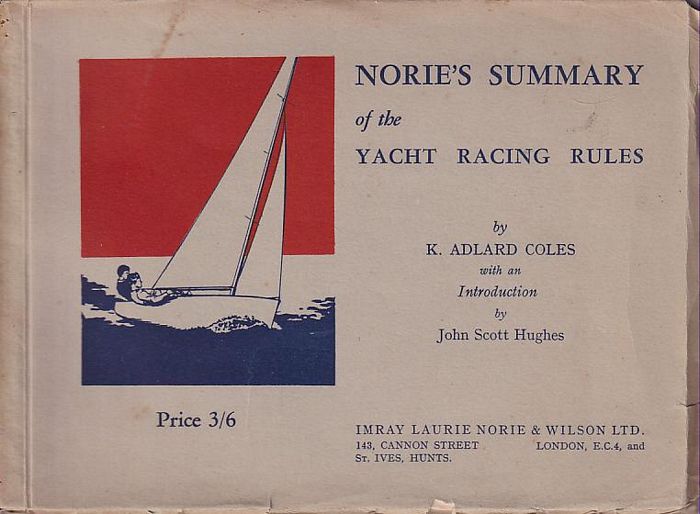 NORIE'S SUMMARY
of the
YACHT RACING RULES
by
K. ADLARD COLES
with an
Introduction
by
John Scott Hughes
Price 3/6
IMRAY LAURIE NORIE & WILSON LTD.
143, CANNON STREET LONDON, E.C.4, and
ST. IVES, HUNTS.